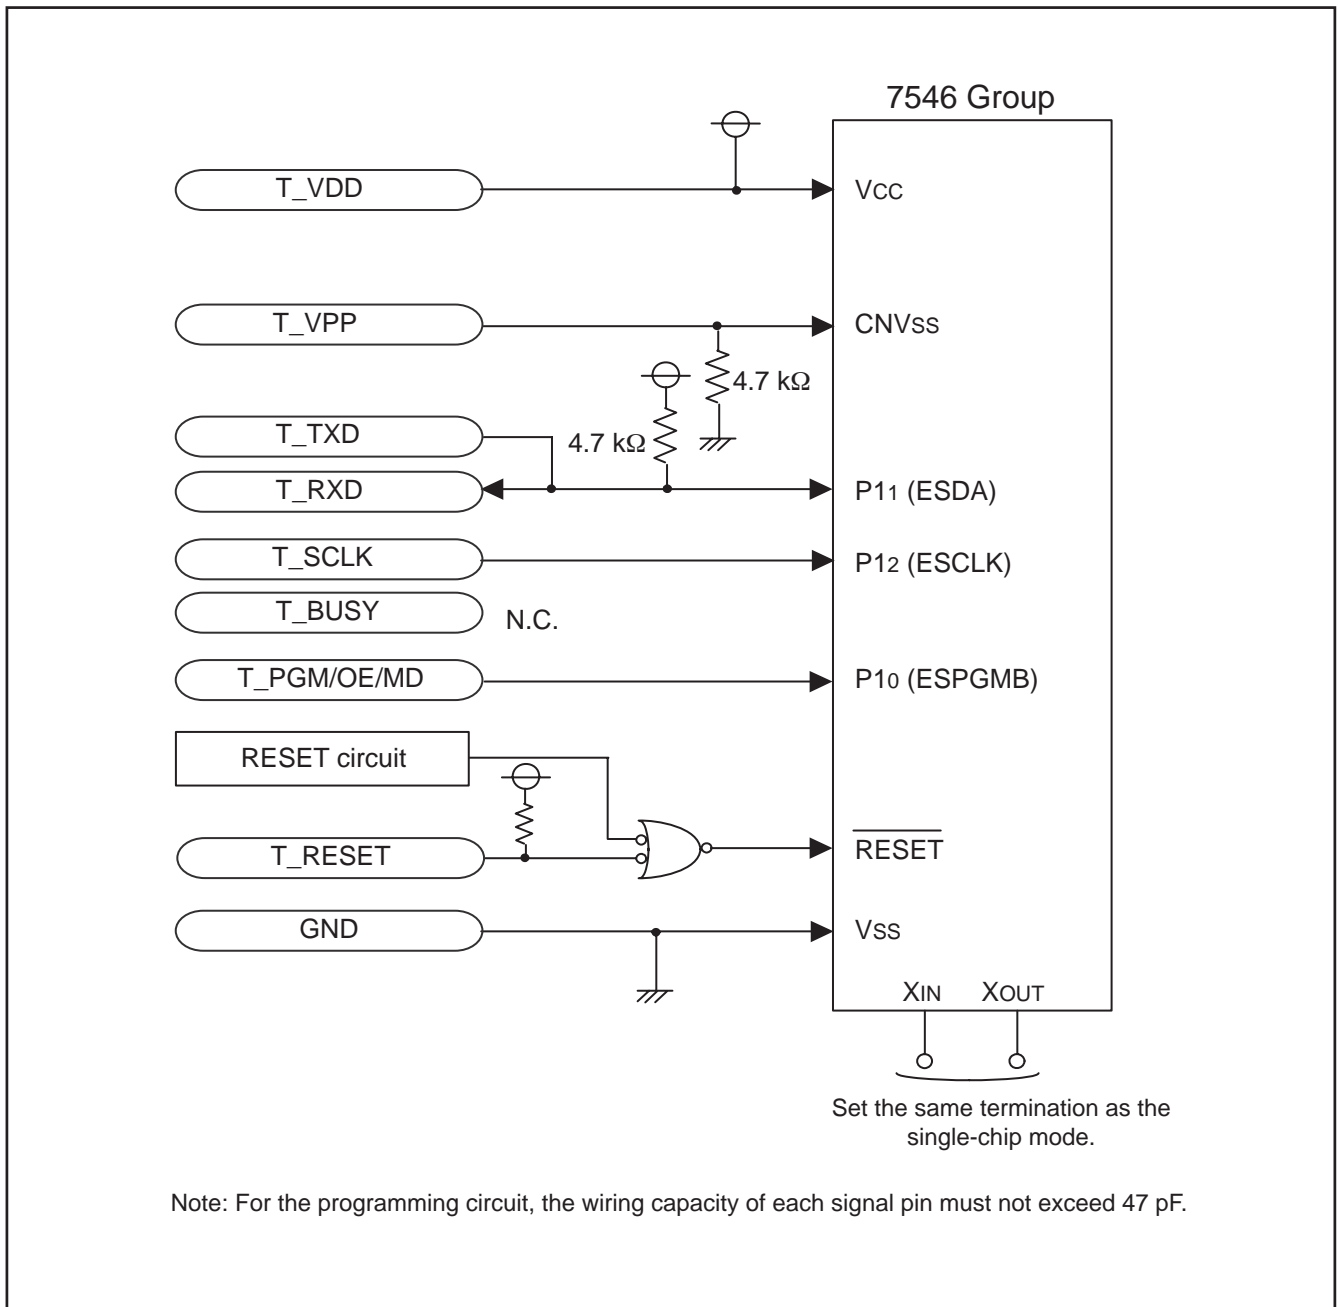 7546 Group
T_VDD
VCC
T_VPP
CNVSS
4.7 kΩ
T_TXD
4.7 kΩ
T_RXD
P11 (ESDA)
T_SCLK
P12 (ESCLK)
T_BUSY
N.C.
T_PGM/OE/MD
P10 (ESPGMB)
RESET circuit
T_RESET
RESET
GND
VSS
XIN
XOUT
Set the same termination as the
single-chip mode.
Note: For the programming circuit, the wiring capacity of each signal pin must not exceed 47 pF.